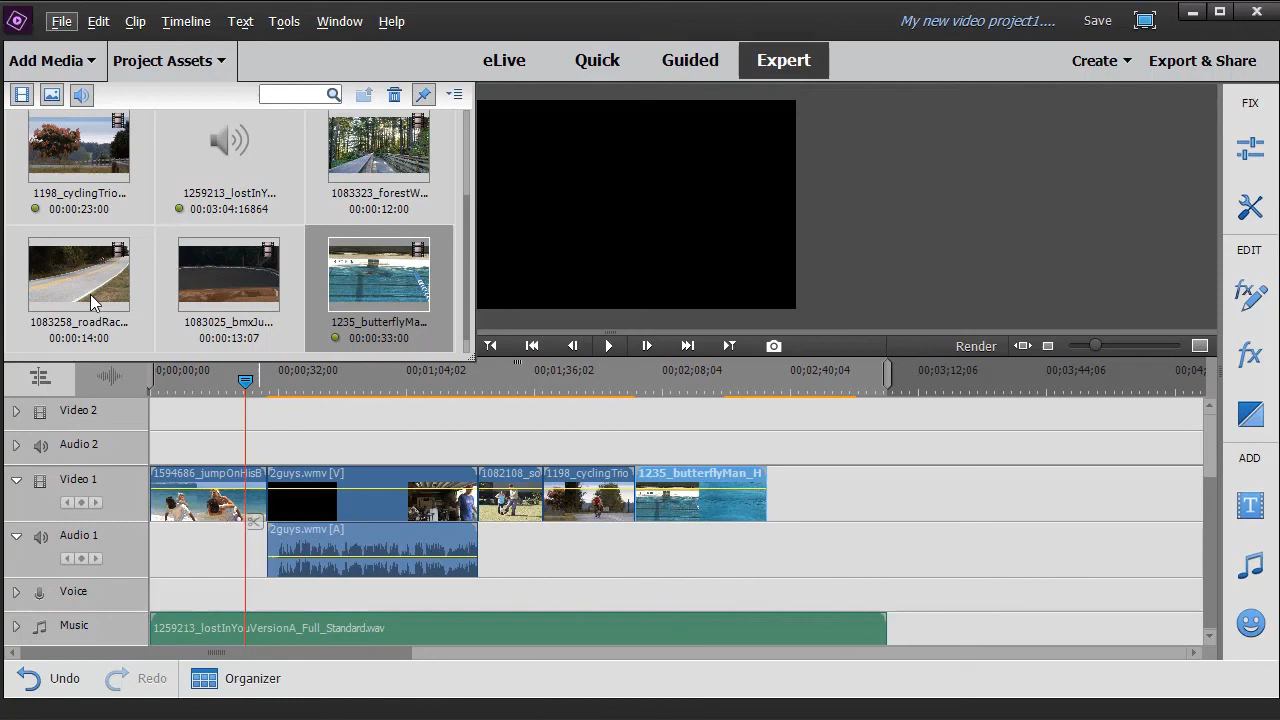 File Edit Clip Timeline Text Tools Window Help My new video project1.... Save
Add Media Project Assets eLive Quick Guided Expert Create Export & Share
FIX
1198_cyclingTrio... 1259213_lostInY... 1083323_forestW...
00:00:23:00 00:03:04:16864 00:00:12:00
EDIT
1083258_roadRac... 1083025_bmxJu... 1235_butterflyMa...
00:00:14:00 00:00:13:07 00:00:33:00
Render
0;00;00;00 00;00;32;00 00;01;04;02 00;01;36;02 00;02;08;04 00;02;40;04 00;03;12;06 00;03;44;06 00;04;
Video 2
Audio 2
ADD
Video 1 1594686_jumpOnHisB 2guys.wmv [V] 1082108_so 1198_cyclingTrio 1235_butterflyMan_H
Audio 1 2guys.wmv [A]
Voice
Music 1259213_lostInYouVersionA_Full_Standard.wav
Undo Redo Organizer